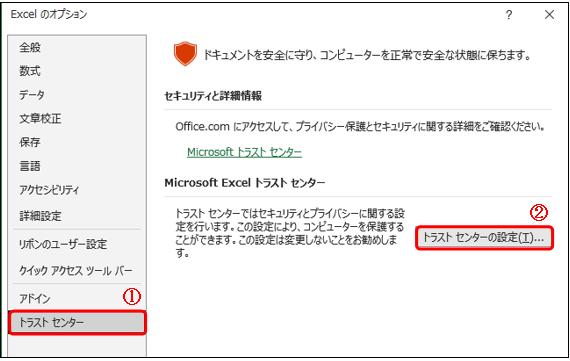 Excel のオプション
?
×
全般
数式
データ
文章校正
保存
言語
アクセシビリティ
詳細設定
リボンのユーザー設定
クイック アクセス ツール バー
アドイン
①
トラスト センター
ドキュメントを安全に守り、コンピューターを正常で安全な状態に保ちます。
セキュリティと詳細情報
Office.com にアクセスして、プライバシー保護とセキュリティに関する詳細をご確認ください。
Microsoft トラスト センター
Microsoft Excel トラスト センター
トラスト センターではセキュリティとプライバシーに関する設
定を行います。この設定により、コンピューターを保護する
ことができます。この設定は変更しないことをお勧めしま
す。
②
トラスト センターの設定(T)...